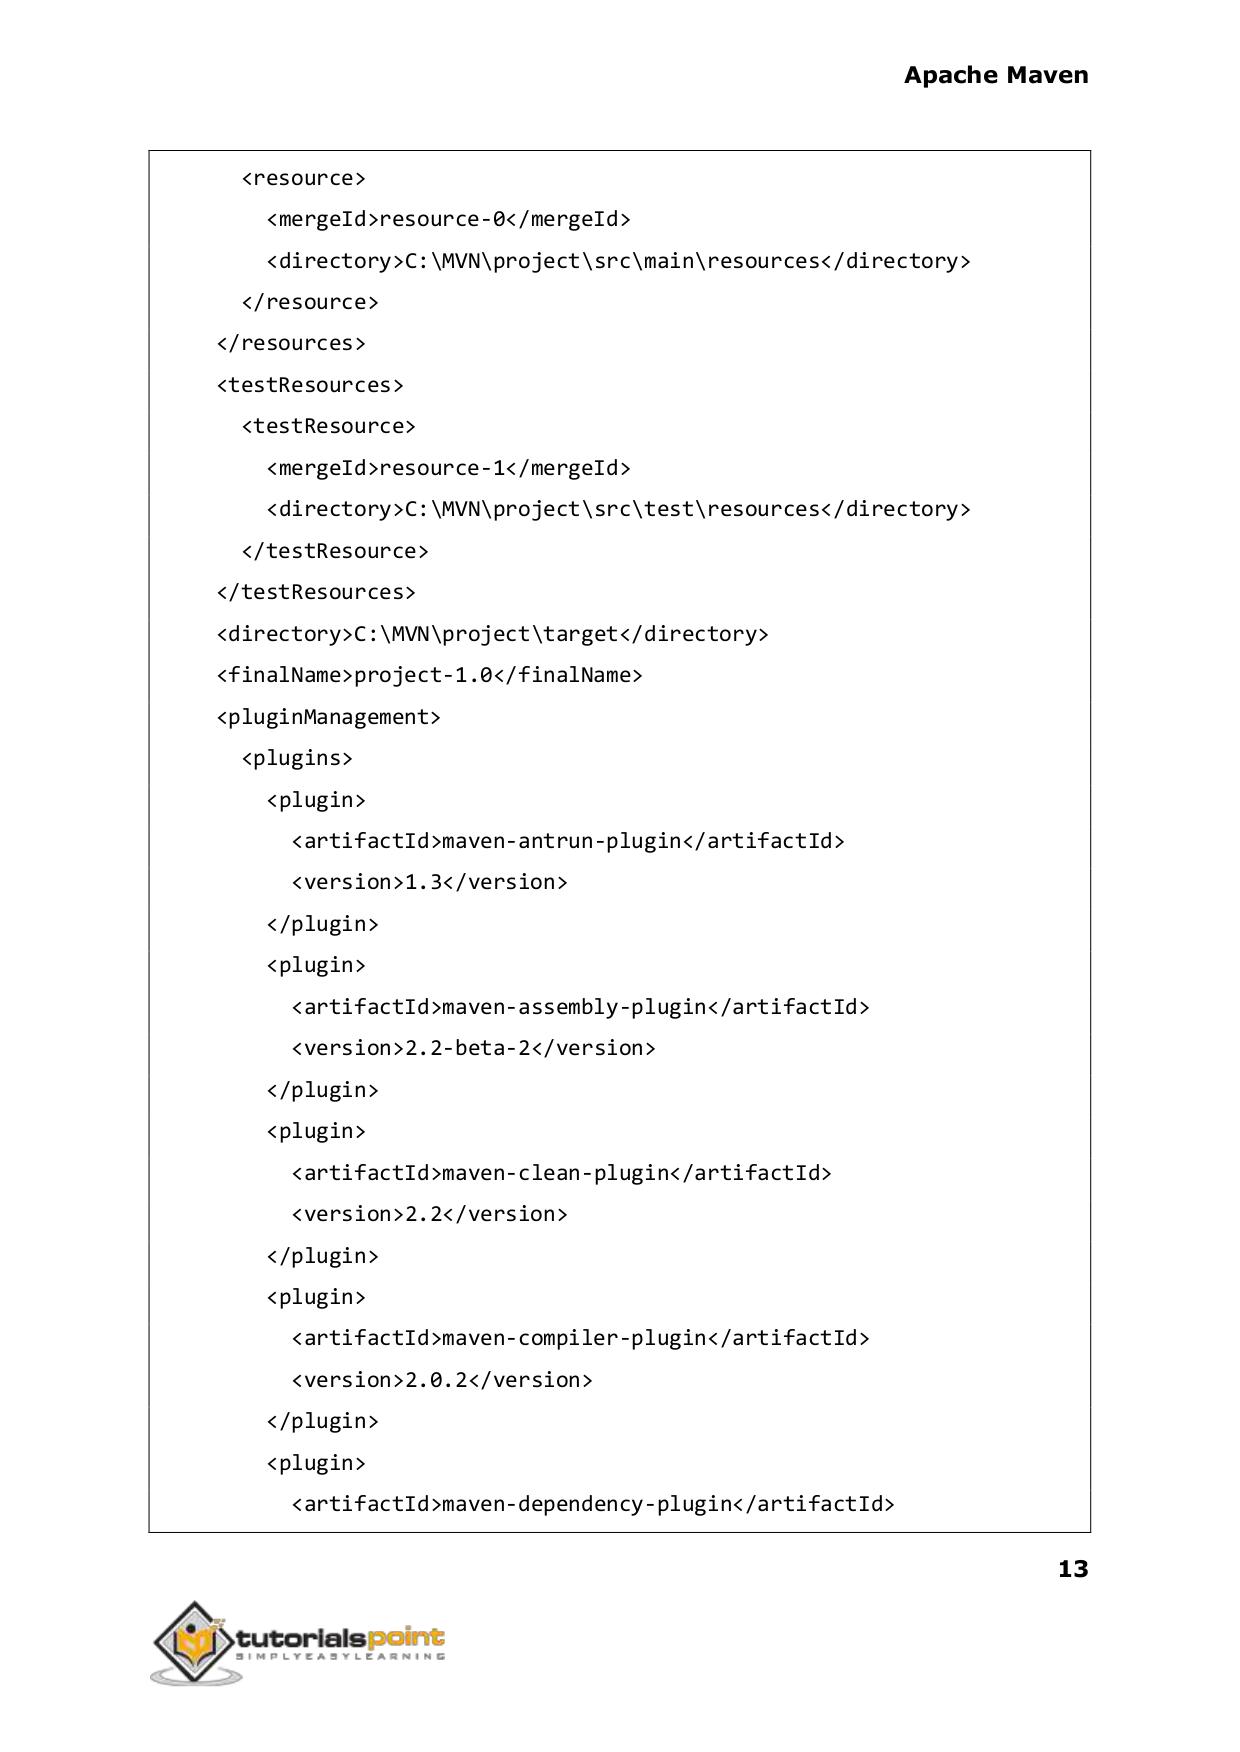 Apache Maven
<resource>
<mergeId>resource-0</mergeId>
<directory>C:\MVN\project\src\main\resources</directory>
</resource>
</resources>
<testResources>
<testResource>
<mergeId>resource-1</mergeId>
<directory>C:\MVN\project\src\test\resources</directory>
</testResource>
</testResources>
<directory>C:\MVN\project\target</directory>
<finalName>project-1.0</finalName>
<pluginManagement>
<plugins>
<plugin>
<artifactId>maven-antrun-plugin</artifactId>
<version>1.3</version>
</plugin>
<plugin>
<artifactId>maven-assembly-plugin</artifactId>
<version>2.2-beta-2</version>
</plugin>
<plugin>
<artifactId>maven-clean-plugin</artifactId>
<version>2.2</version>
</plugin>
<plugin>
<artifactId>maven-compiler-plugin</artifactId>
<version>2.0.2</version>
</plugin>
<plugin>
<artifactId>maven-dependency-plugin</artifactId>
13
tutorialspoint
SIMPLYEASYLEARNING